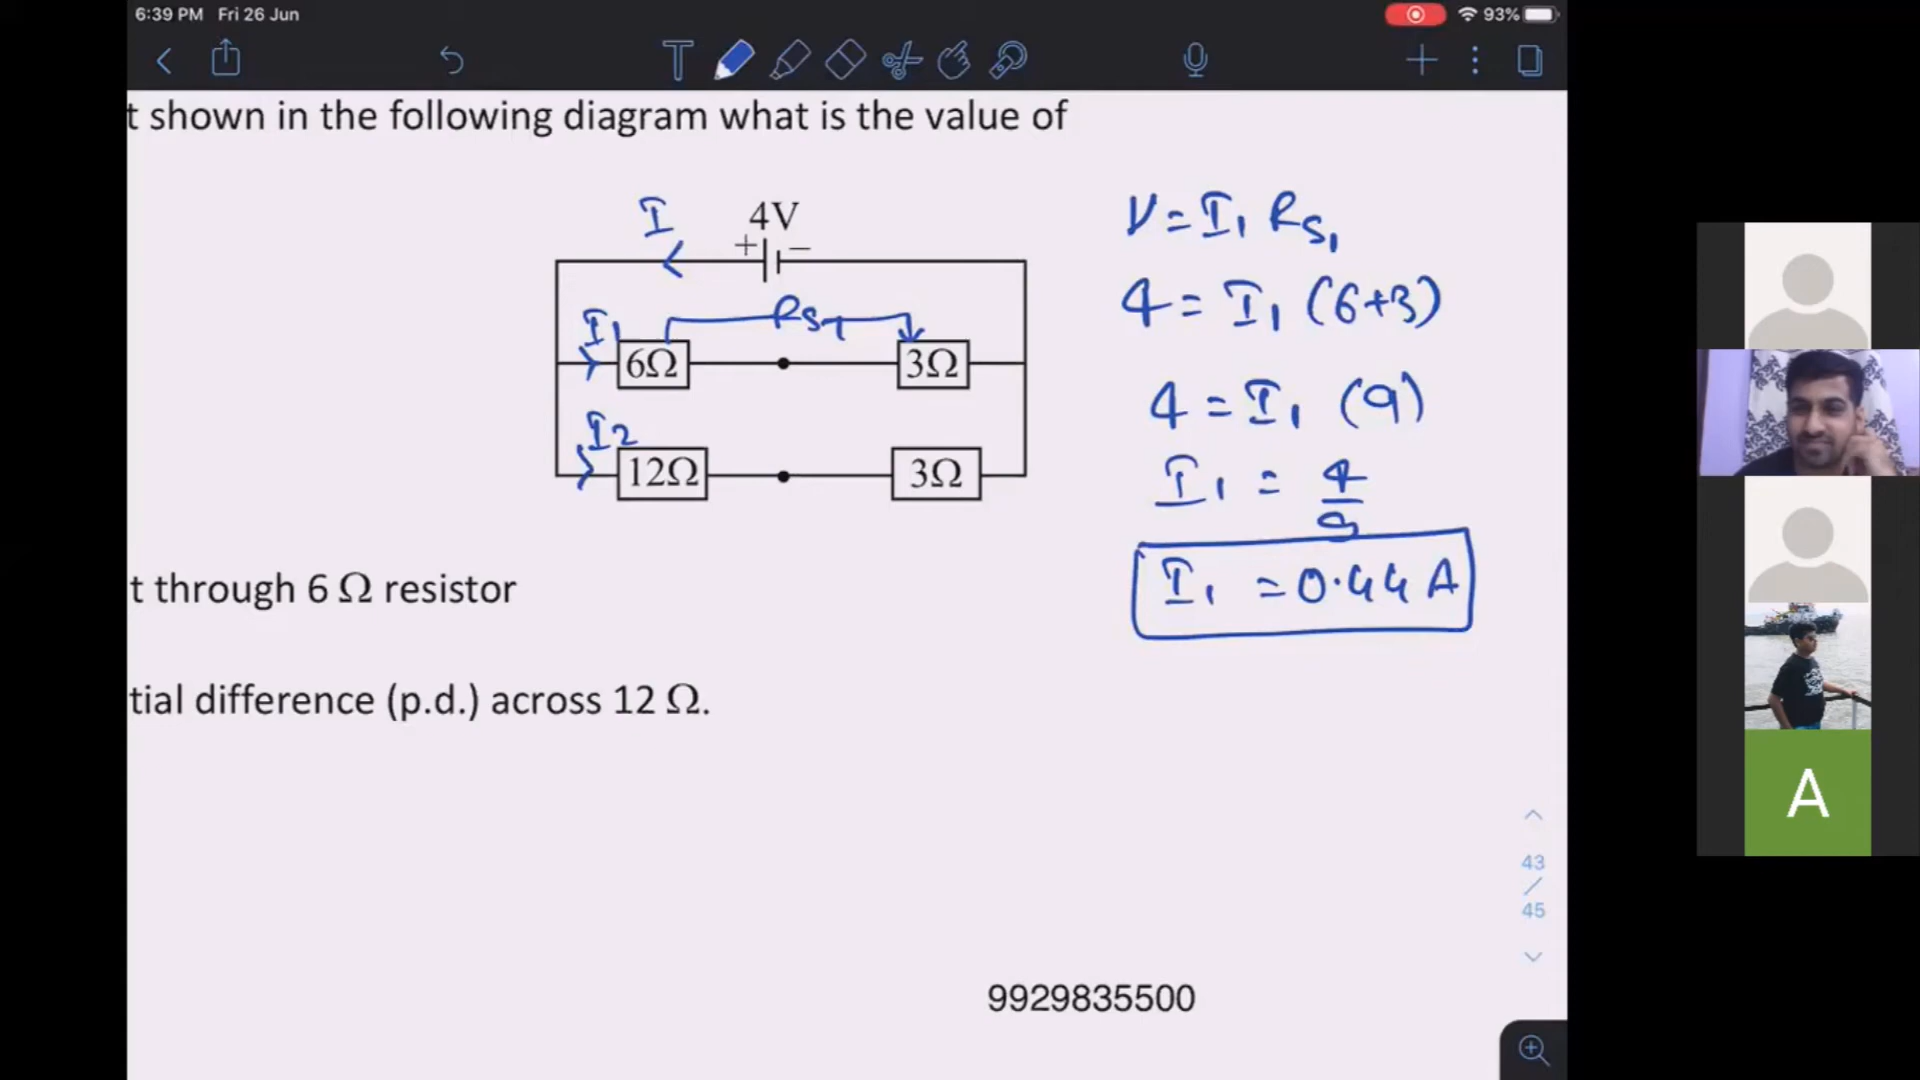 6:39 PM Fri 26 Jun
93%
T
t shown in the following diagram what is the value of
I
4V
+ −
I1
Rs1
6Ω
3Ω
I2
12Ω
3Ω
V = I1 Rs1
4 = I1 (6+3)
4 = I1 (9)
I1 = 4/9
I1 = 0.44 A
t through 6 Ω resistor
tial difference (p.d.) across 12 Ω.
A
43
/
45
9929835500